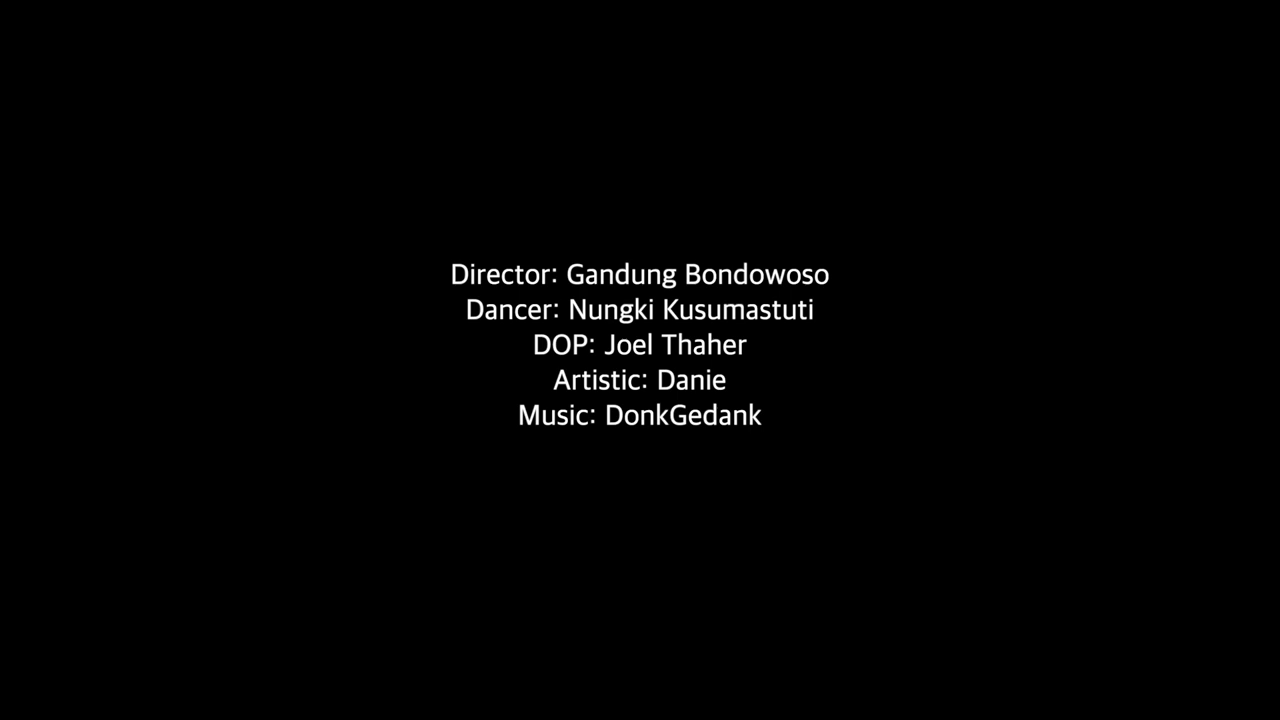 Director: Gandung Bondowoso
Dancer: Nungki Kusumastuti
DOP: Joel Thaher
Artistic: Danie
Music: DonkGedank